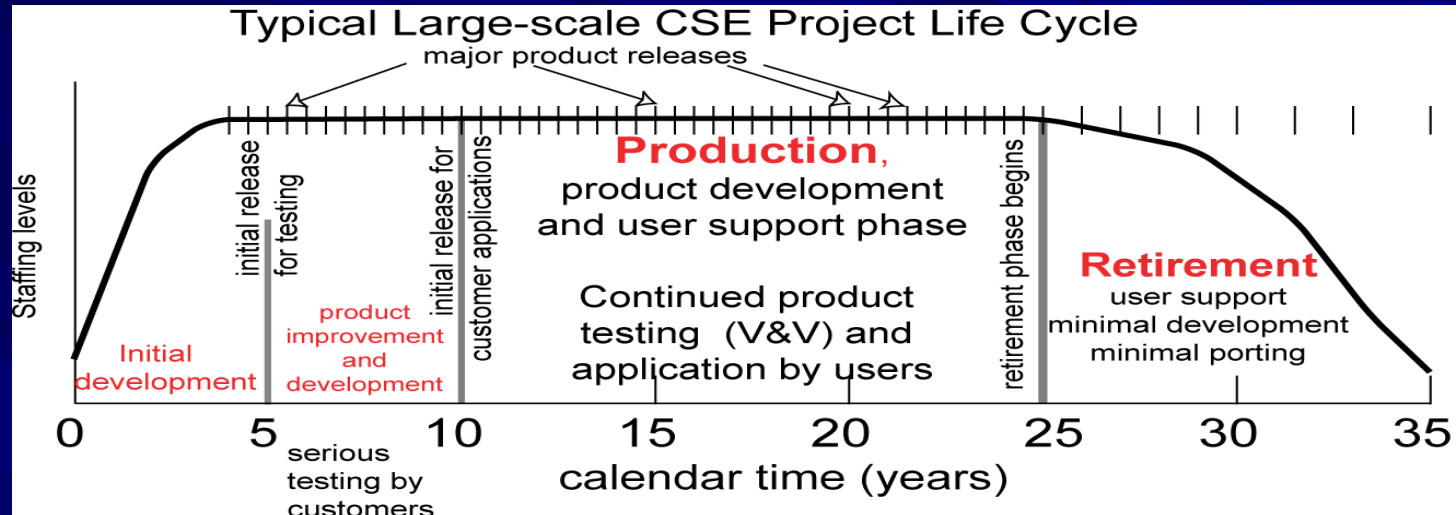 Typical Large-scale CSE Project Life Cycle
major product releases
Staffing levels
initial release
for testing
initial release for
customer applications
Production,
product development
and user support phase
Continued product
testing (V&V) and
application by users
retirement phase begins
Retirement
user support
minimal development
minimal porting
Initial
development
product
improvement
and
development
0 5 10 15 20 25 30 35
serious
testing by
customers
calendar time (years)